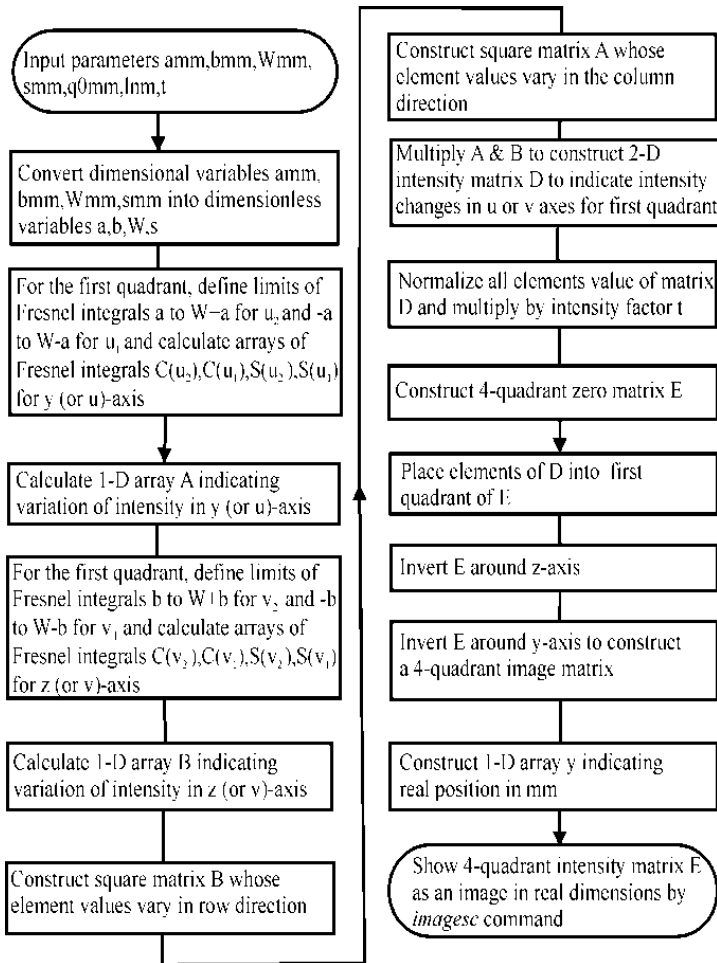 Input parameters amm,bmm,Wmm,
smm,q0mm,lnm,t
Convert dimensional variables amm,
bmm,Wmm,smm into dimensionless
variables a,b,W,s
For the first quadrant, define limits of
Fresnel integrals a to W+a for u₂ and -a
to W-a for u₁ and calculate arrays of
Fresnel integrals C(u₂),C(u₁),S(u₂),S(u₁)
for y (or u)-axis
Calculate 1-D array A indicating
variation of intensity in y (or u)-axis
For the first quadrant, define limits of
Fresnel integrals b to W+b for v₂ and -b
to W-b for v₁ and calculate arrays of
Fresnel integrals C(v₂),C(v₁),S(v₂),S(v₁)
for z (or v)-axis
Calculate 1-D array B indicating
variation of intensity in z (or v)-axis
Construct square matrix B whose
element values vary in row direction
Construct square matrix A whose
element values vary in the column
direction
Multiply A & B to construct 2-D
intensity matrix D to indicate intensity
changes in u or v axes for first quadrant
Normalize all elements value of matrix
D and multiply by intensity factor t
Construct 4-quadrant zero matrix E
Place elements of D into first
quadrant of E
Invert E around z-axis
Invert E around y-axis to construct
a 4-quadrant image matrix
Construct 1-D array y indicating
real position in mm
Show 4-quadrant intensity matrix E
as an image in real dimensions by
imagesc command